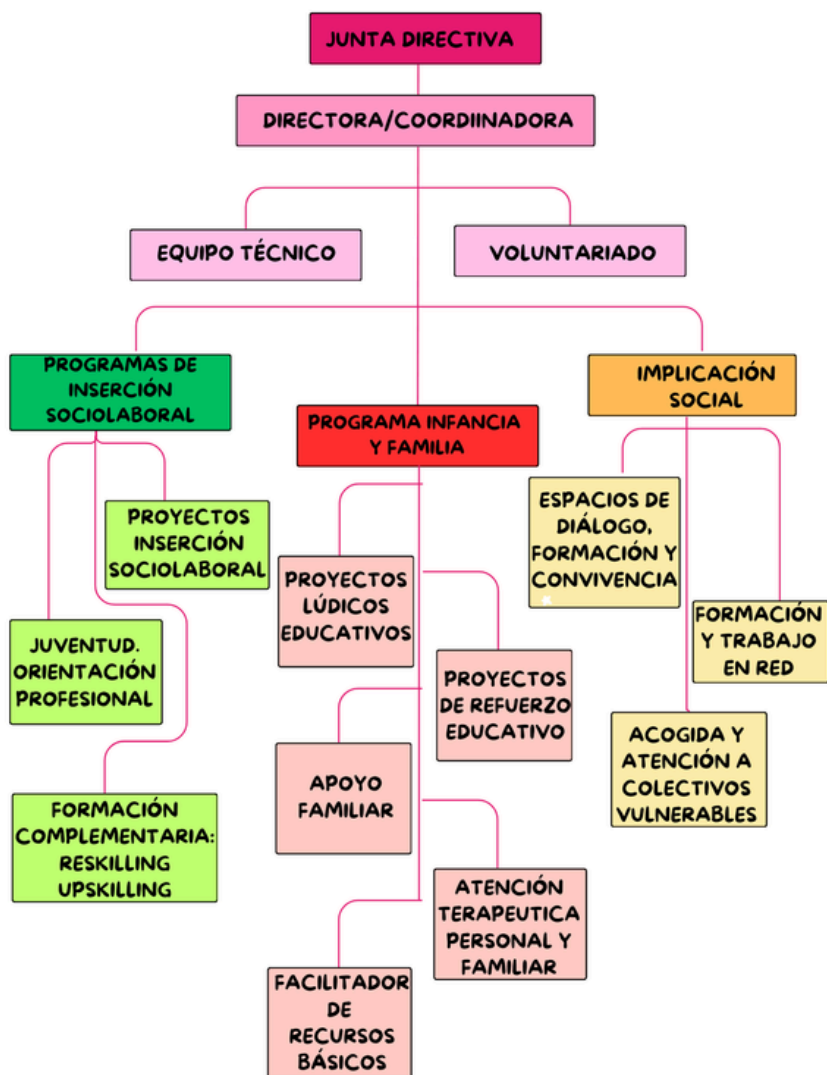 JUNTA DIRECTIVA
DIRECTORA/COORDIINADORA
EQUIPO TÉCNICO
VOLUNTARIADO
PROGRAMAS DE
INSERCIÓN
SOCIOLABORAL
PROGRAMA INFANCIA
Y FAMILIA
IMPLICACIÓN
SOCIAL
PROYECTOS
INSERCIÓN
SOCIOLABORAL
JUVENTUD.
ORIENTACIÓN
PROFESIONAL
FORMACIÓN
COMPLEMENTARIA:
RESKILLING
UPSKILLING
PROYECTOS
LÚDICOS
EDUCATIVOS
PROYECTOS
DE REFUERZO
EDUCATIVO
APOYO
FAMILIAR
ATENCIÓN
TERAPEUTICA
PERSONAL Y
FAMILIAR
FACILITADOR
DE
RECURSOS
BÁSICOS
ESPACIOS DE
DIÁLOGO,
FORMACIÓN Y
CONVIVENCIA
FORMACIÓN
Y TRABAJO
EN RED
ACOGIDA Y
ATENCIÓN A
COLECTIVOS
VULNERABLES